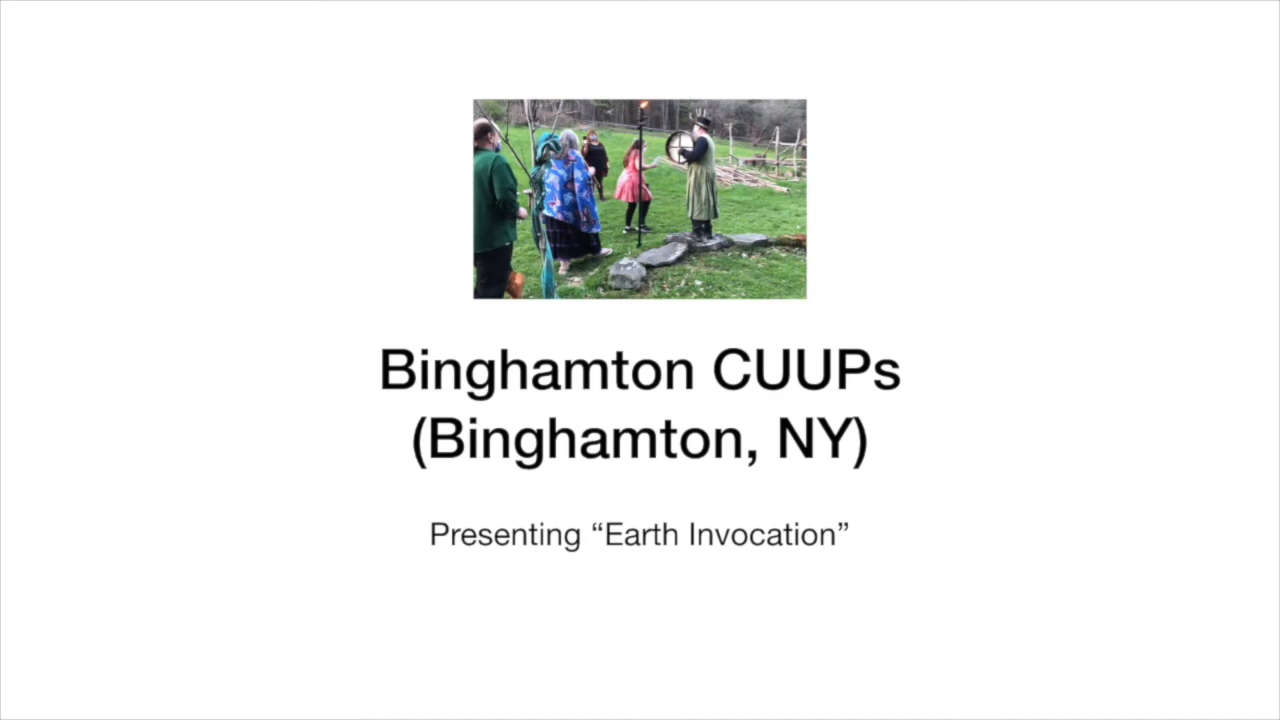 Binghamton CUUPs
(Binghamton, NY)
Presenting “Earth Invocation”